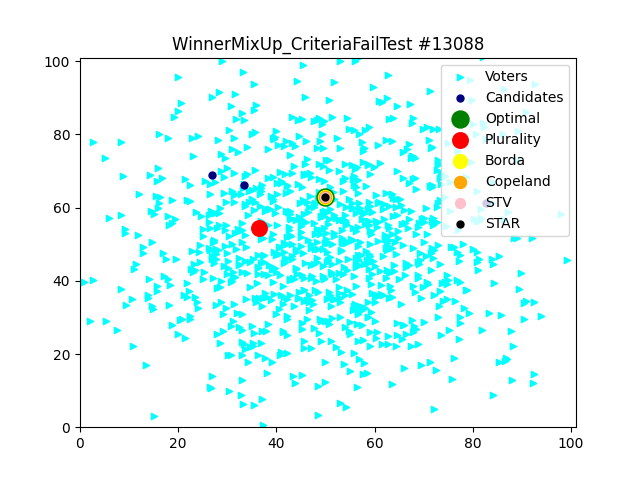 WinnerMixUp_CriteriaFailTest #13088
100
80
60
40
20
0
0
20
40
60
80
100
Voters
Candidates
Optimal
Plurality
Borda
Copeland
STV
STAR